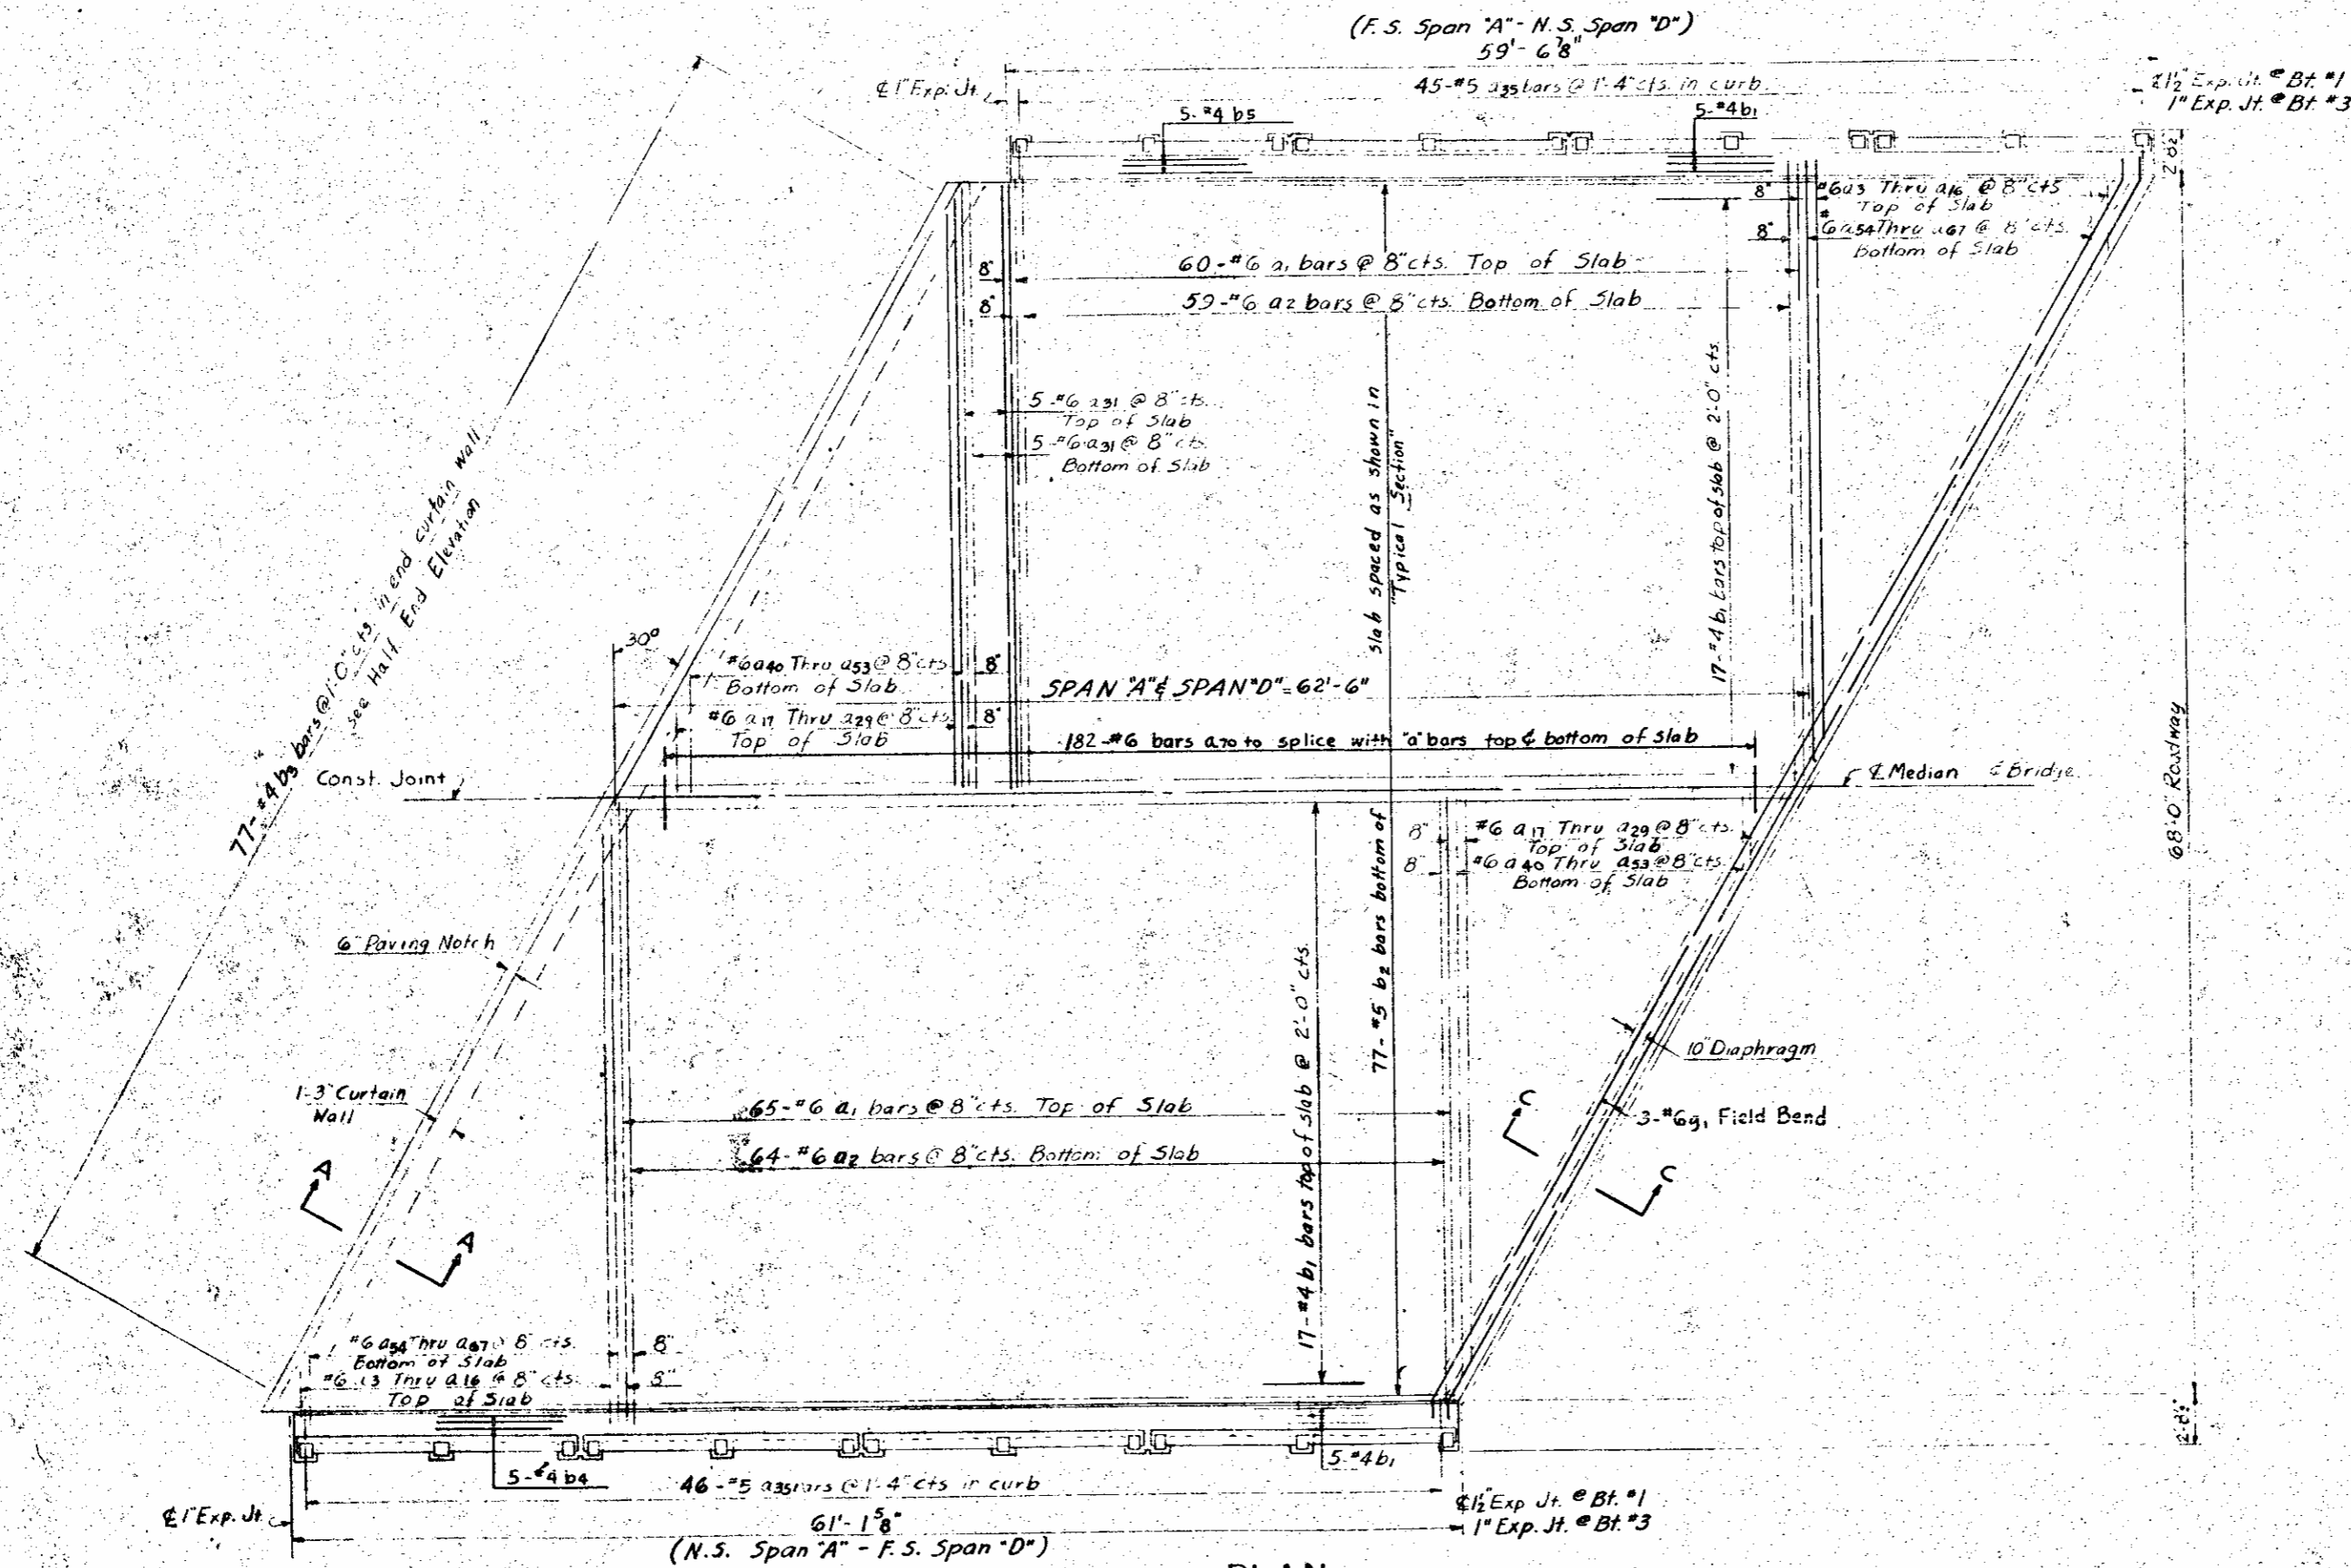 (F.S. Span "A" - N.S. Span "D")
59'-6 7/8"
℄ 1" Exp. Jt.
45-#5 a35 bars @ 1'-4" cts. in curb
℄ 1 1/2" Exp. Jt. @ Bt. #1
1" Exp. Jt. @ Bt. #3
5-#4 b5
5-#4 b1
8"
#6 a3 Thru a16 @ 8" cts
Top of Slab
8"
#6 a54 Thru a67 @ 8" cts.
Bottom of Slab
8"
60-#6 a1 bars @ 8" cts. Top of Slab
8"
59-#6 a2 bars @ 8" cts. Bottom of Slab
5-#6 a31 @ 8" cts.
Top of Slab
5-#6 a31 @ 8" cts.
Bottom of Slab
slab spaced as shown in
"Typical Section"
17-#4 b1 bars top of slab @ 2'-0" cts.
77-#4 b3 bars @ 1'-0" cts. in end curtain wall
see Half End Elevation
30°
#6 a40 Thru a53 @ 8" cts
Bottom of Slab
8"
SPAN "A" & SPAN "D" = 62'-6"
#6 a17 Thru a29 @ 8" cts.
Top of Slab
8"
182-#6 bars a70 to splice with "a" bars top & bottom of slab
Const. Joint
℄ Median ℄ Bridge
68'-0" Roadway
8"
#6 a17 Thru a29 @ 8" cts.
Top of Slab
8"
#6 a40 Thru a53 @ 8" cts.
Bottom of Slab
6" Paving Notch
17-#4 b1 bars top of slab @ 2'-0" cts.
77-#5 b2 bars bottom of
10" Diaphragm
1'-3" Curtain
Wall
65-#6 a1 bars @ 8" cts. Top of Slab
C
3-#6 g1 Field Bend
64-#6 a2 bars @ 8" cts. Bottom of Slab
A
C
A
#6 a54 Thru a67 @ 8" cts.
Bottom of Slab
8"
#6 a3 Thru a16 @ 8" cts.
Top of Slab
8"
5-#4 b4
5-#4 b1
46-#5 a35 bars @ 1'-4" cts in curb
℄ 1" Exp. Jt.
℄ 1 1/2" Exp Jt. @ Bt. #1
1" Exp. Jt. @ Bt. #3
61'-1 5/8"
(N.S. Span "A" - F.S. Span "D")
PLAN